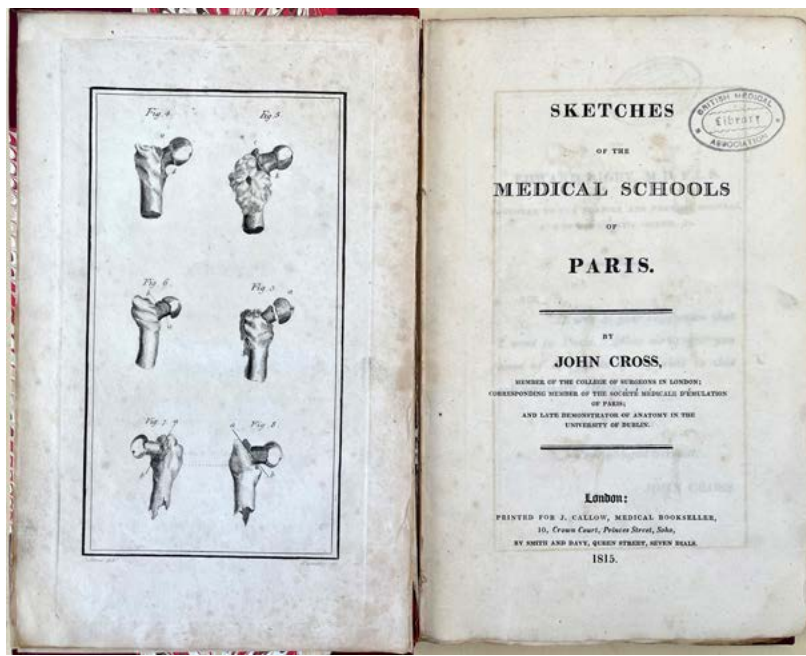 Fig. 4.
Fig. 5.
Fig. 6.
Fig. 3.
Fig. 7.
Fig. 8.
SKETCHES
OF THE
MEDICAL SCHOOLS
OF
PARIS.
BY
JOHN CROSS,
MEMBER OF THE COLLEGE OF SURGEONS IN LONDON;
CORRESPONDING MEMBER OF THE SOCIÉTÉ MÉDICALE D'ÉMULATION
OF PARIS;
AND LATE DEMONSTRATOR OF ANATOMY IN THE
UNIVERSITY OF DUBLIN.
London:
PRINTED FOR J. CALLOW, MEDICAL BOOKSELLER,
10, Crown Court, Princes Street, Soho,
BY SMITH AND DAVY, QUEEN STREET, SEVEN DIALS.
1815.
BRITISH MEDICAL
Library
ASSOCIATION